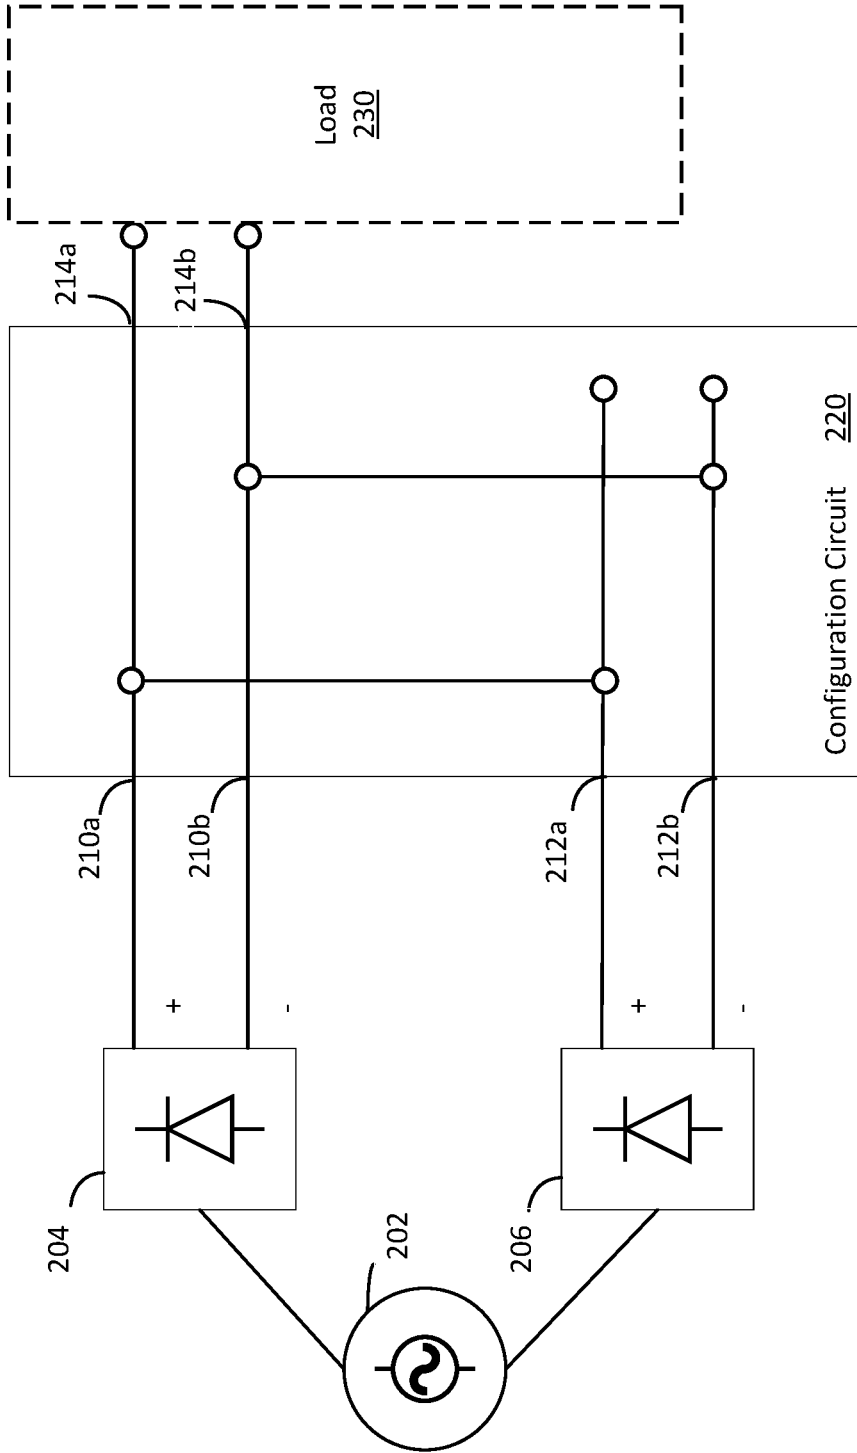 204
202
206
+
-
+
-
210a
210b
212a
212b
Configuration Circuit 220
214a
214b
Load
230